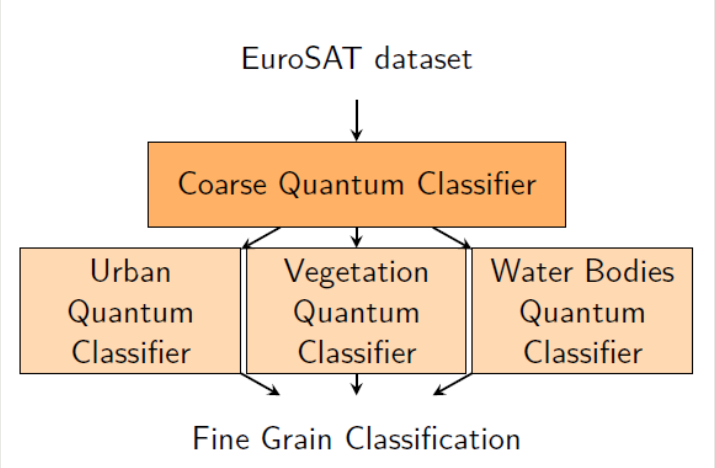 EuroSAT dataset
Coarse Quantum Classifier
Urban
Quantum
Classifier
Vegetation
Quantum
Classifier
Water Bodies
Quantum
Classifier
Fine Grain Classification